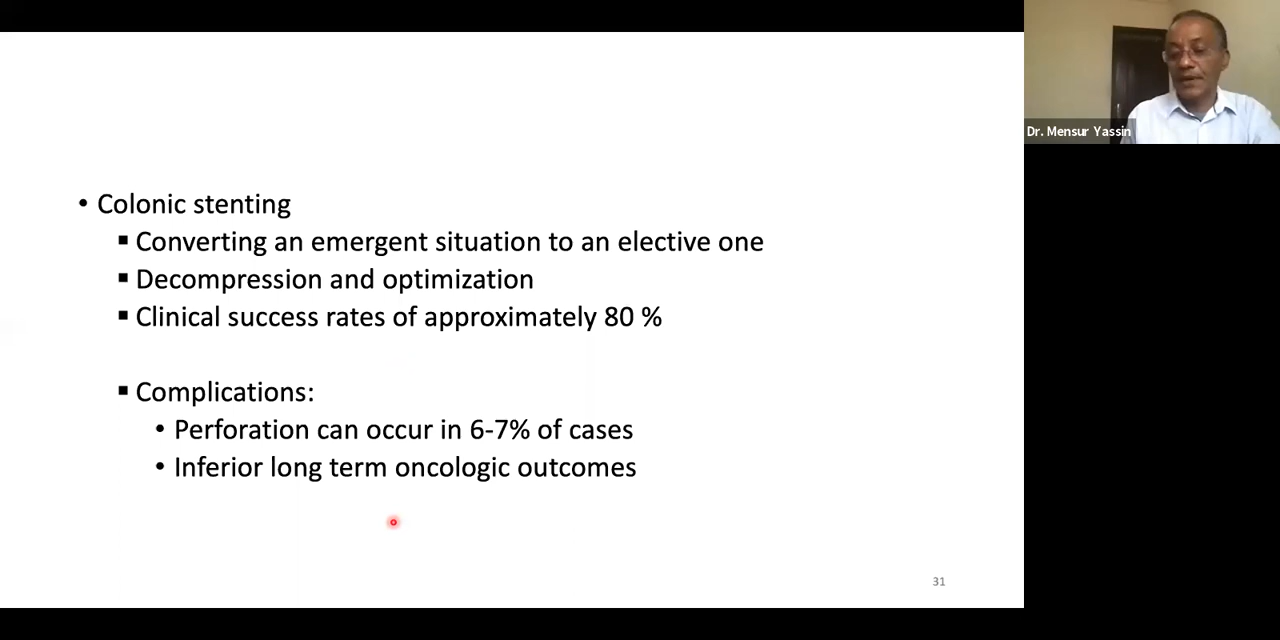 • Colonic stenting
▪ Converting an emergent situation to an elective one
▪ Decompression and optimization
▪ Clinical success rates of approximately 80 %
▪ Complications:
• Perforation can occur in 6-7% of cases
• Inferior long term oncologic outcomes
31
Dr. Mensur Yassin